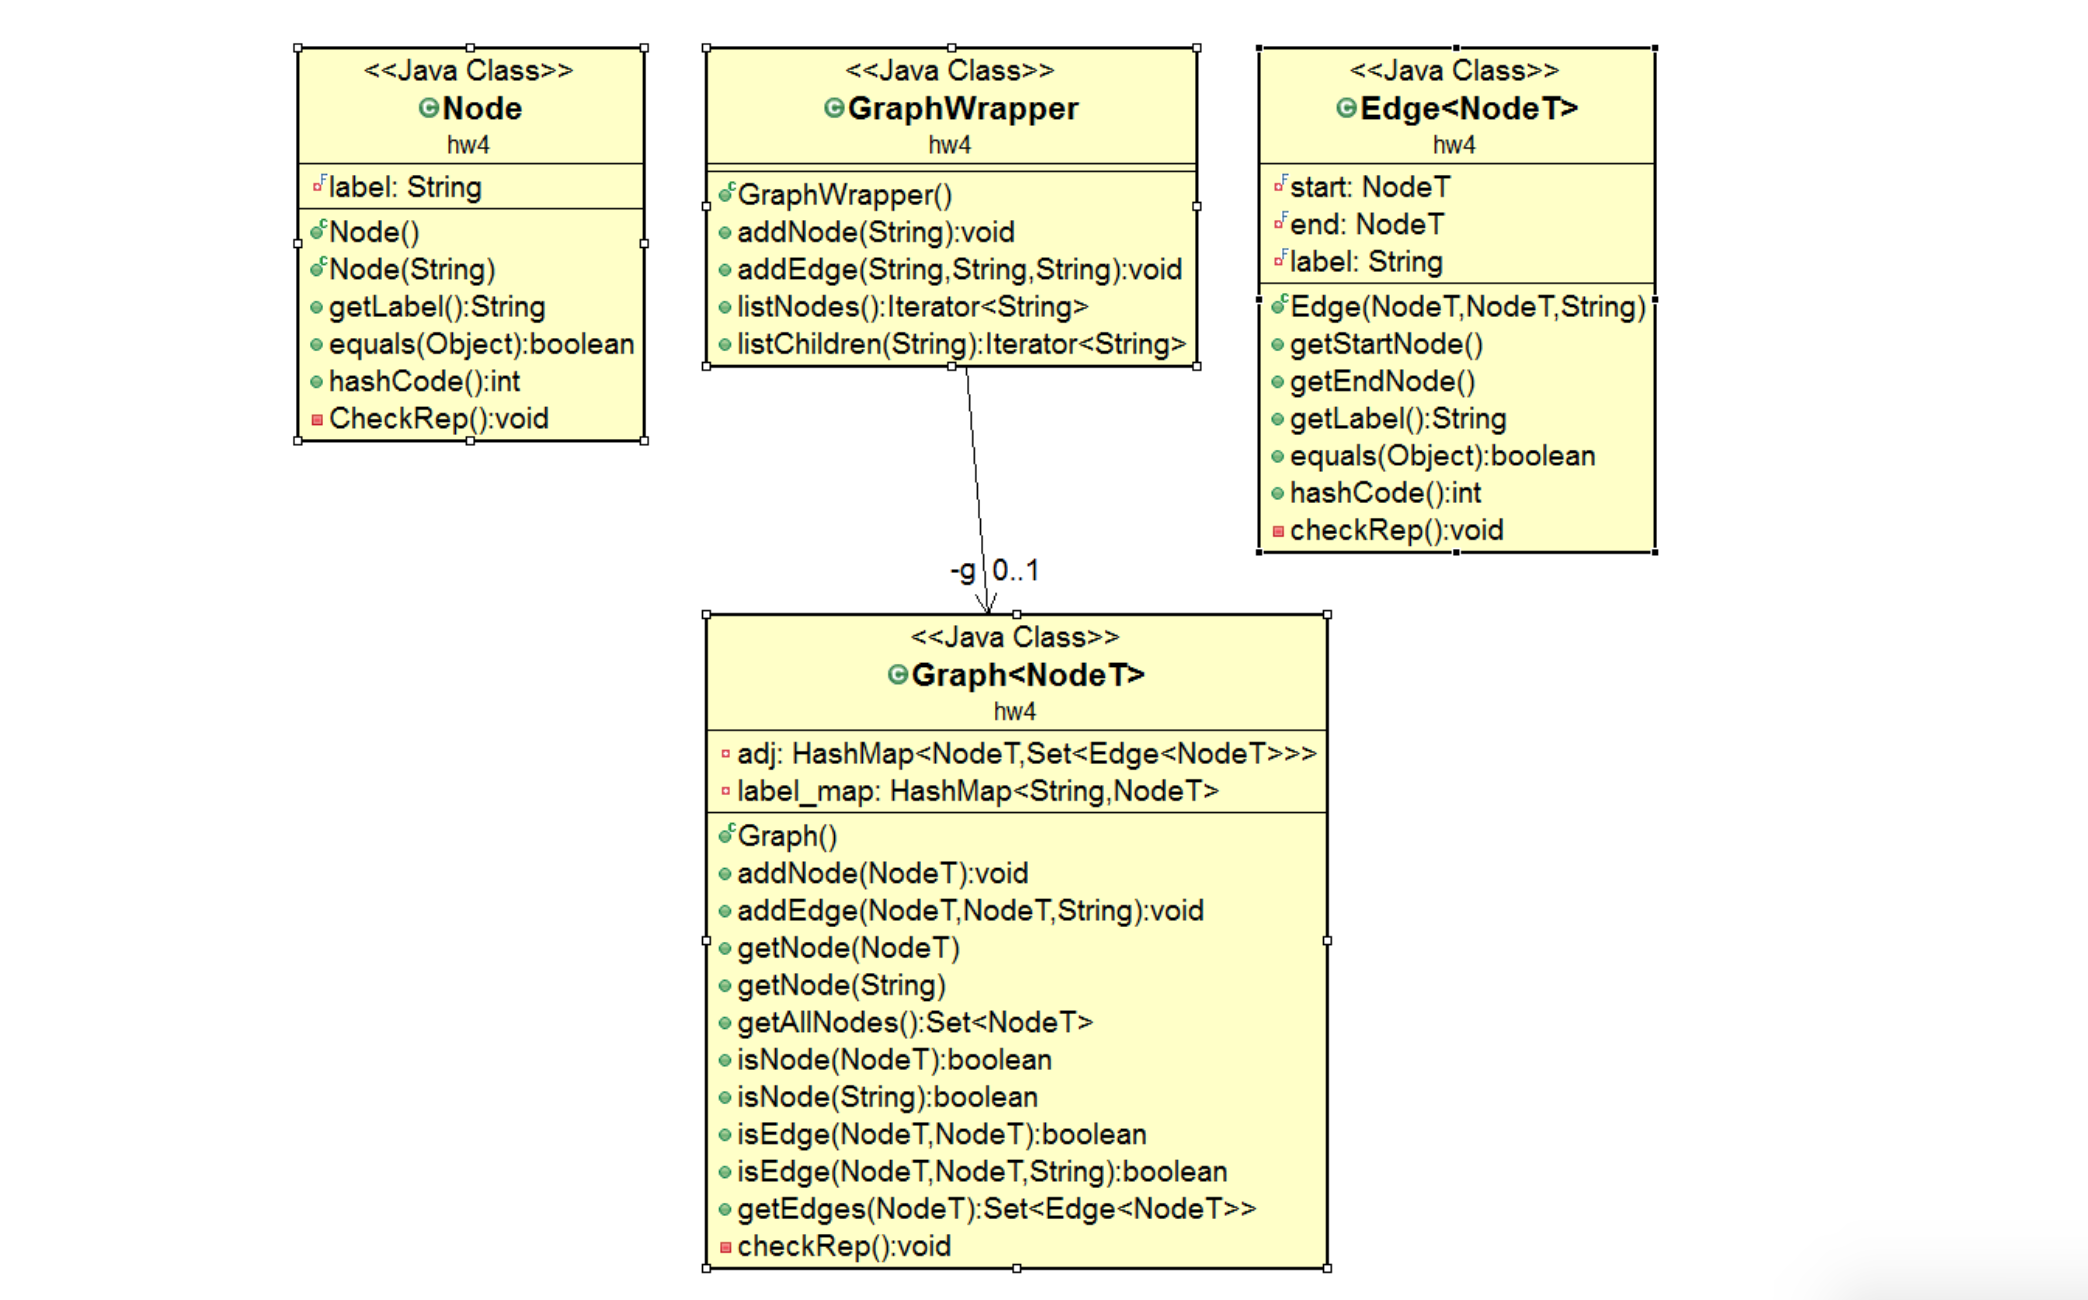 <<Java Class>>
Node
hw4
label: String
Node()
Node(String)
getLabel():String
equals(Object):boolean
hashCode():int
CheckRep():void
<<Java Class>>
GraphWrapper
hw4
GraphWrapper()
addNode(String):void
addEdge(String,String,String):void
listNodes():Iterator<String>
listChildren(String):Iterator<String>
<<Java Class>>
Edge<NodeT>
hw4
start: NodeT
end: NodeT
label: String
Edge(NodeT,NodeT,String)
getStartNode()
getEndNode()
getLabel():String
equals(Object):boolean
hashCode():int
checkRep():void
-g 0..1
<<Java Class>>
Graph<NodeT>
hw4
adj: HashMap<NodeT,Set<Edge<NodeT>>>
label_map: HashMap<String,NodeT>
Graph()
addNode(NodeT):void
addEdge(NodeT,NodeT,String):void
getNode(NodeT)
getNode(String)
getAllNodes():Set<NodeT>
isNode(NodeT):boolean
isNode(String):boolean
isEdge(NodeT,NodeT):boolean
isEdge(NodeT,NodeT,String):boolean
getEdges(NodeT):Set<Edge<NodeT>>
checkRep():void